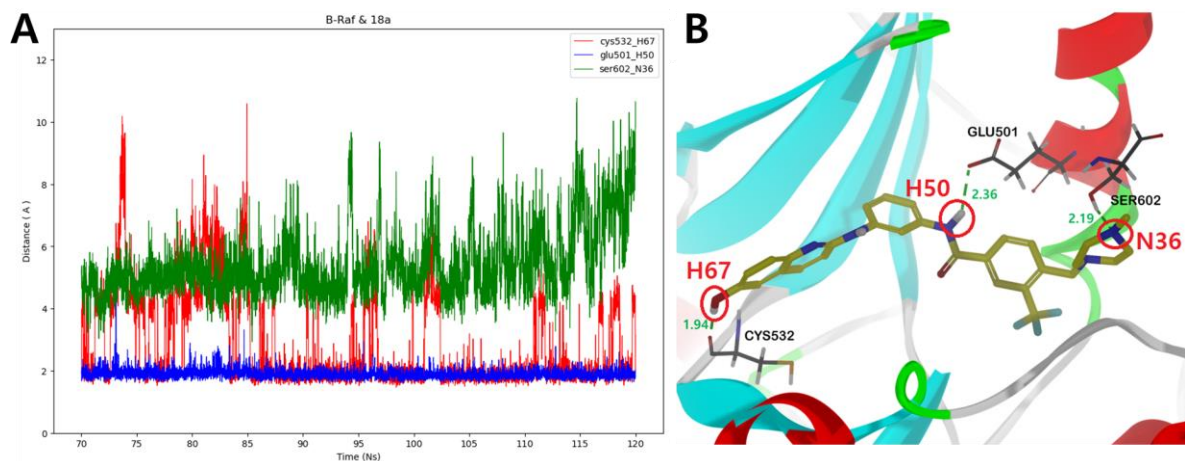 A
B-Raf & 18a
cys532_H67
glu501_H50
ser602_N36
Distance ( A )
12
10
8
6
4
2
0
70
75
80
85
90
95
100
105
110
115
120
Time (Ns)
B
GLU501
H50
2.36
SER602
2.19
N36
H67
1.94
CYS532